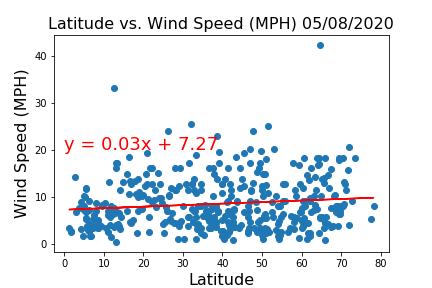 Latitude vs. Wind Speed (MPH) 05/08/2020
Wind Speed (MPH)
40
30
20
10
0
y = 0.03x + 7.27
0 10 20 30 40 50 60 70 80
Latitude